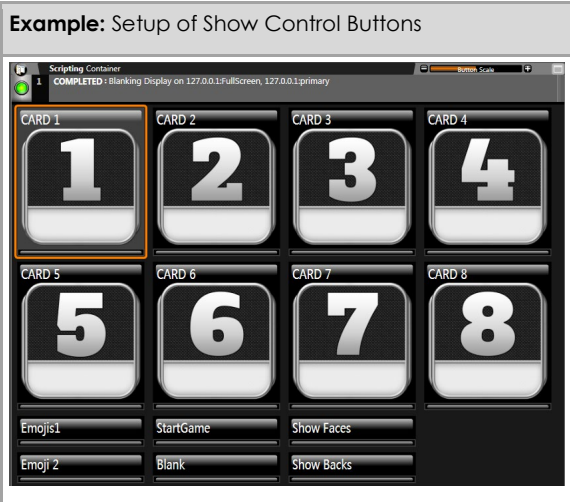 Example: Setup of Show Control Buttons
Scripting Container
Button Scale
1 COMPLETED : Blanking Display on 127.0.0.1:FullScreen, 127.0.0.1:primary
CARD 1 CARD 2 CARD 3 CARD 4
1 2 3 4
CARD 5 CARD 6 CARD 7 CARD 8
5 6 7 8
Emojis1 StartGame Show Faces
Emoji 2 Blank Show Backs